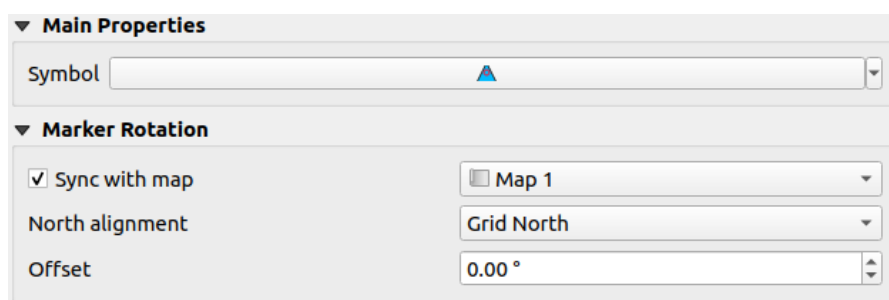 Main Properties
Symbol
Marker Rotation
Sync with map Map 1
North alignment Grid North
Offset 0.00 °